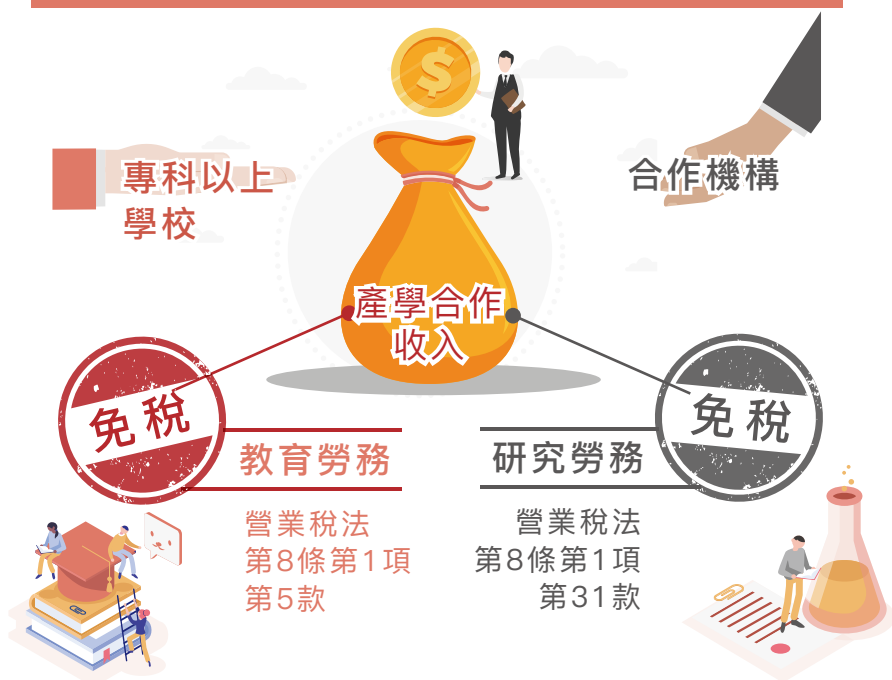 $
專科以上
學校
合作機構
產學合作
收入
免稅
免稅
教育勞務
營業稅法
第8條第1項
第5款
研究勞務
營業稅法
第8條第1項
第31款